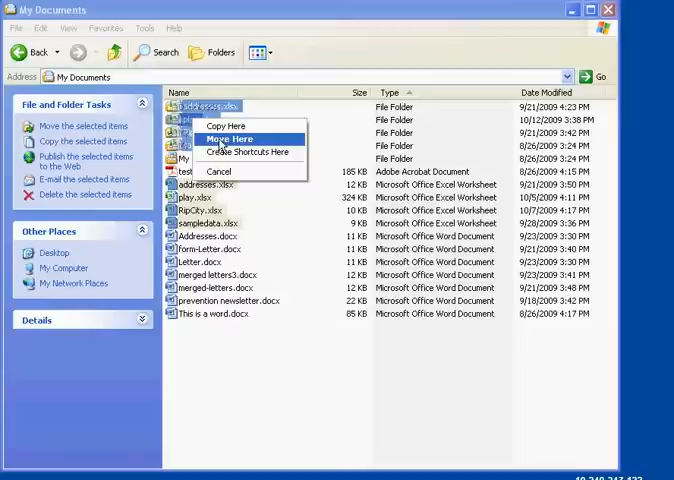 My Documents
File Edit View Favorites Tools Help
Back Search Folders
Address My Documents Go
Name Size Type Date Modified
File and Folder Tasks
Move the selected items
Copy the selected items
Publish the selected items to the Web
E-mail the selected items
Delete the selected items
Other Places
Desktop
My Computer
My Network Places
Details
addresses.xlsx File Folder 9/21/2009 4:23 PM
File Folder 10/12/2009 3:38 PM
File Folder 9/21/2009 3:42 PM
File Folder 8/26/2009 4:21 PM
My File Folder 9/21/2009 3:30 PM
test 185 KB Adobe Acrobat Document 8/26/2009 4:21 PM
addresses.xlsx 12 KB Microsoft Office Excel Worksheet 9/23/2009 3:30 PM
play.xlsx 324 KB Microsoft Office Excel Worksheet 10/5/2009 4:11 PM
RipCity.xlsx 10 KB Microsoft Office Excel Worksheet 10/7/2009 4:17 PM
sampledata.xlsx 9 KB Microsoft Office Excel Worksheet 9/28/2009 3:36 PM
Addresses.docx 11 KB Microsoft Office Word Document 9/23/2009 3:30 PM
form-Letter.docx 11 KB Microsoft Office Word Document 9/21/2009 3:40 PM
Letter.docx 11 KB Microsoft Office Word Document 9/23/2009 3:30 PM
merged letters3.docx 12 KB Microsoft Office Word Document 9/23/2009 3:41 PM
merged-letters.docx 12 KB Microsoft Office Word Document 9/21/2009 3:48 PM
prevention newsletter.docx 22 KB Microsoft Office Word Document 9/18/2009 3:42 PM
This is a word.docx 85 KB Microsoft Office Word Document 8/26/2009 4:17 PM
Copy Here
Move Here
Create Shortcuts Here
Cancel